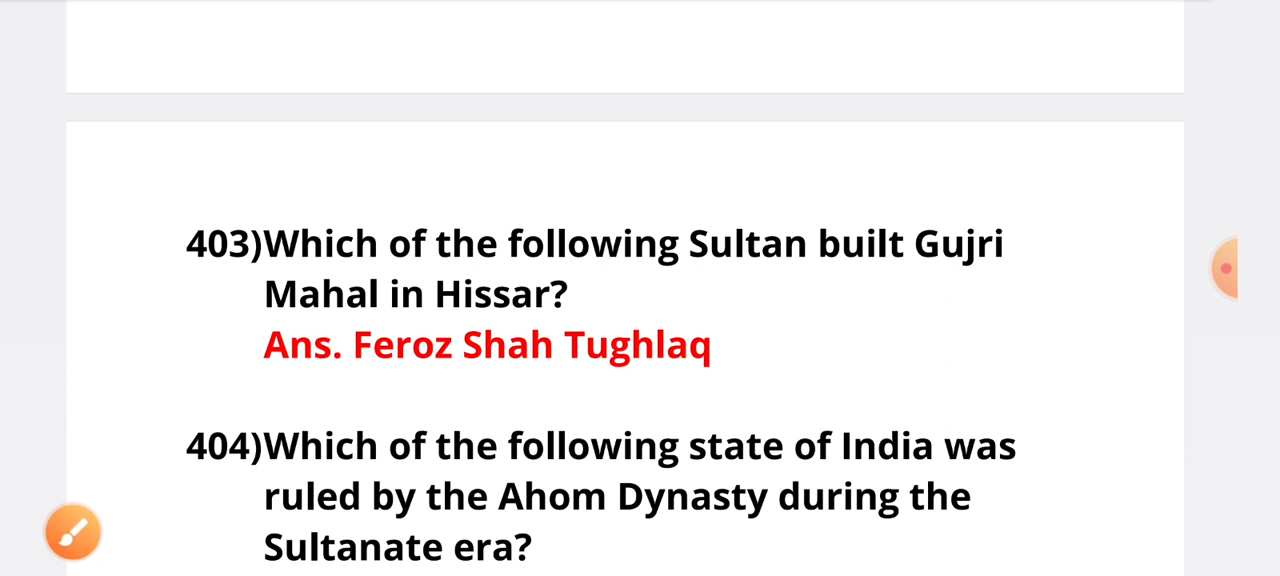 403)Which of the following Sultan built Gujri
Mahal in Hissar?
Ans. Feroz Shah Tughlaq
404)Which of the following state of India was
ruled by the Ahom Dynasty during the
Sultanate era?